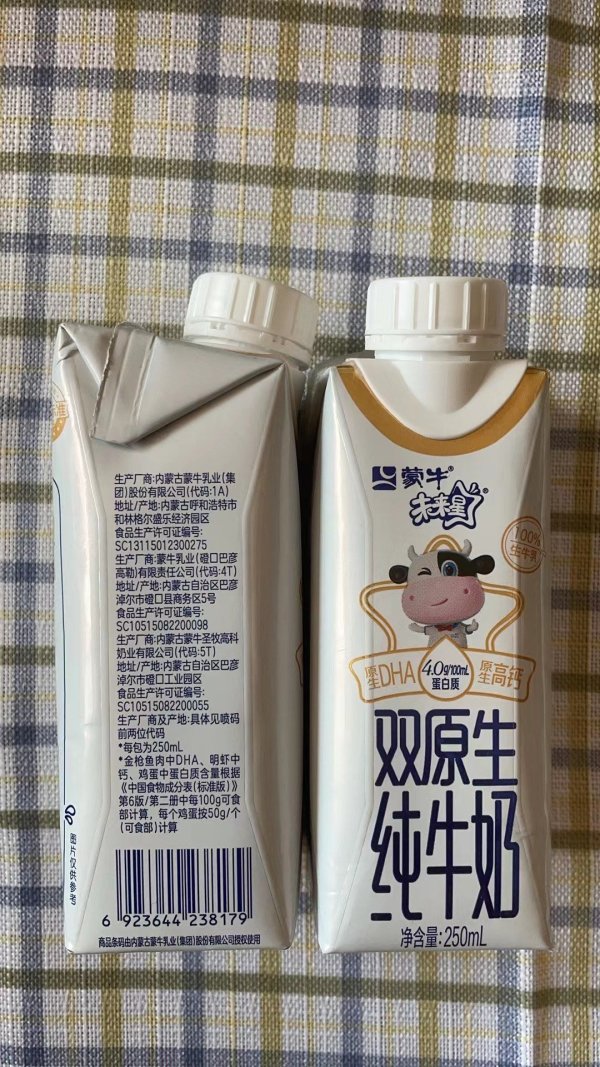 生产厂商:内蒙古蒙牛乳业(集
团)股份有限公司(代码:1A)
地址/产地:内蒙古呼和浩特市
和林格尔盛乐经济园区
食品生产许可证编号:
SC13115012300275
生产厂商:蒙牛乳业(磴口巴彦
高勒)有限责任公司(代码:4T)
地址/产地:内蒙古自治区巴彦
淖尔市磴口县商务区5号
食品生产许可证编号:
SC10515082200098
生产厂商:内蒙古蒙牛圣牧高科
奶业有限公司(代码:5T)
地址/产地:内蒙古自治区巴彦
淖尔市磴口工业园区
食品生产许可证编号:
SC10515082200055
生产厂商及产地:具体见喷码
前两位代码
*每包为250mL
*金枪鱼肉中DHA、明虾中
钙、鸡蛋中蛋白质含量根据
《中国食物成分表(标准版)》
第6版/第二册中每100g可食
部计算，每个鸡蛋按50g/个
(可食部)计算
图片仅供参考
6 923644 238179
商品条码由内蒙古蒙牛乳业(集团)股份有限公司授权使用
蒙牛®
未来星®
100%
生牛乳
原生DHA
4.0g/100mL
蛋白质
原生高钙
双原生
纯牛奶
净含量:250mL